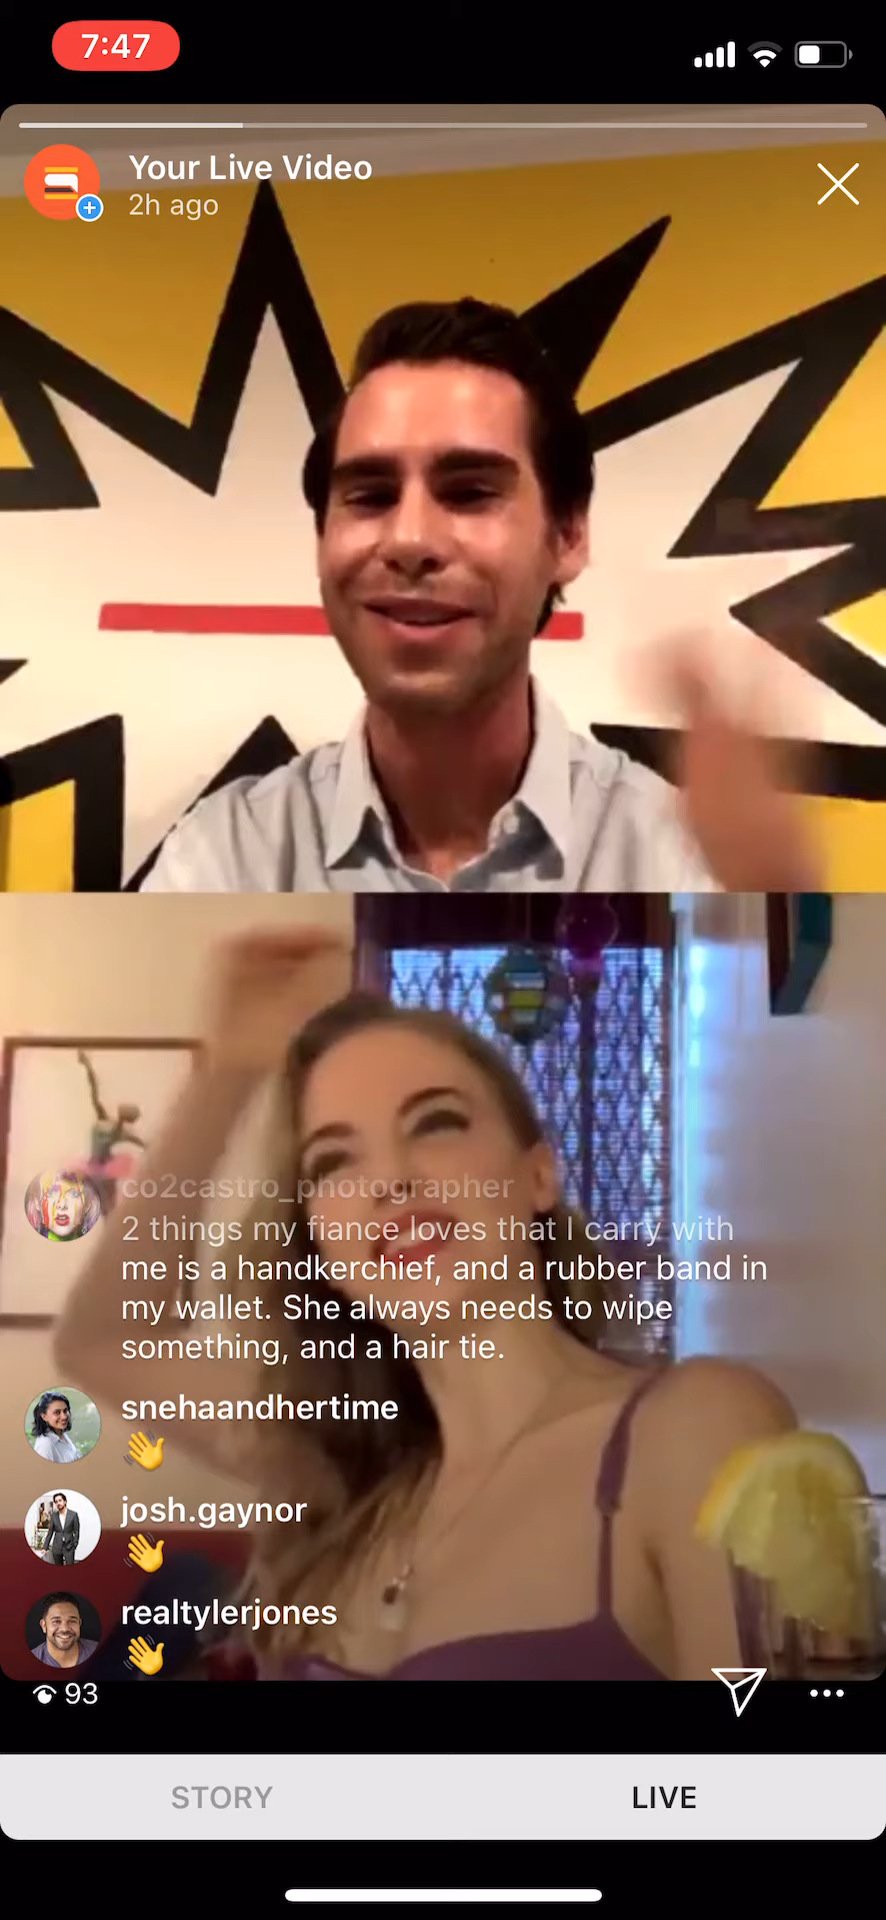 7:47
Your Live Video
2h ago
co2castro_photographer
2 things my fiance loves that I carry with
me is a handkerchief, and a rubber band in
my wallet. She always needs to wipe
something, and a hair tie.
snehaandhertime
👋
josh.gaynor
👋
realtylerjones
👋
93
STORY
LIVE